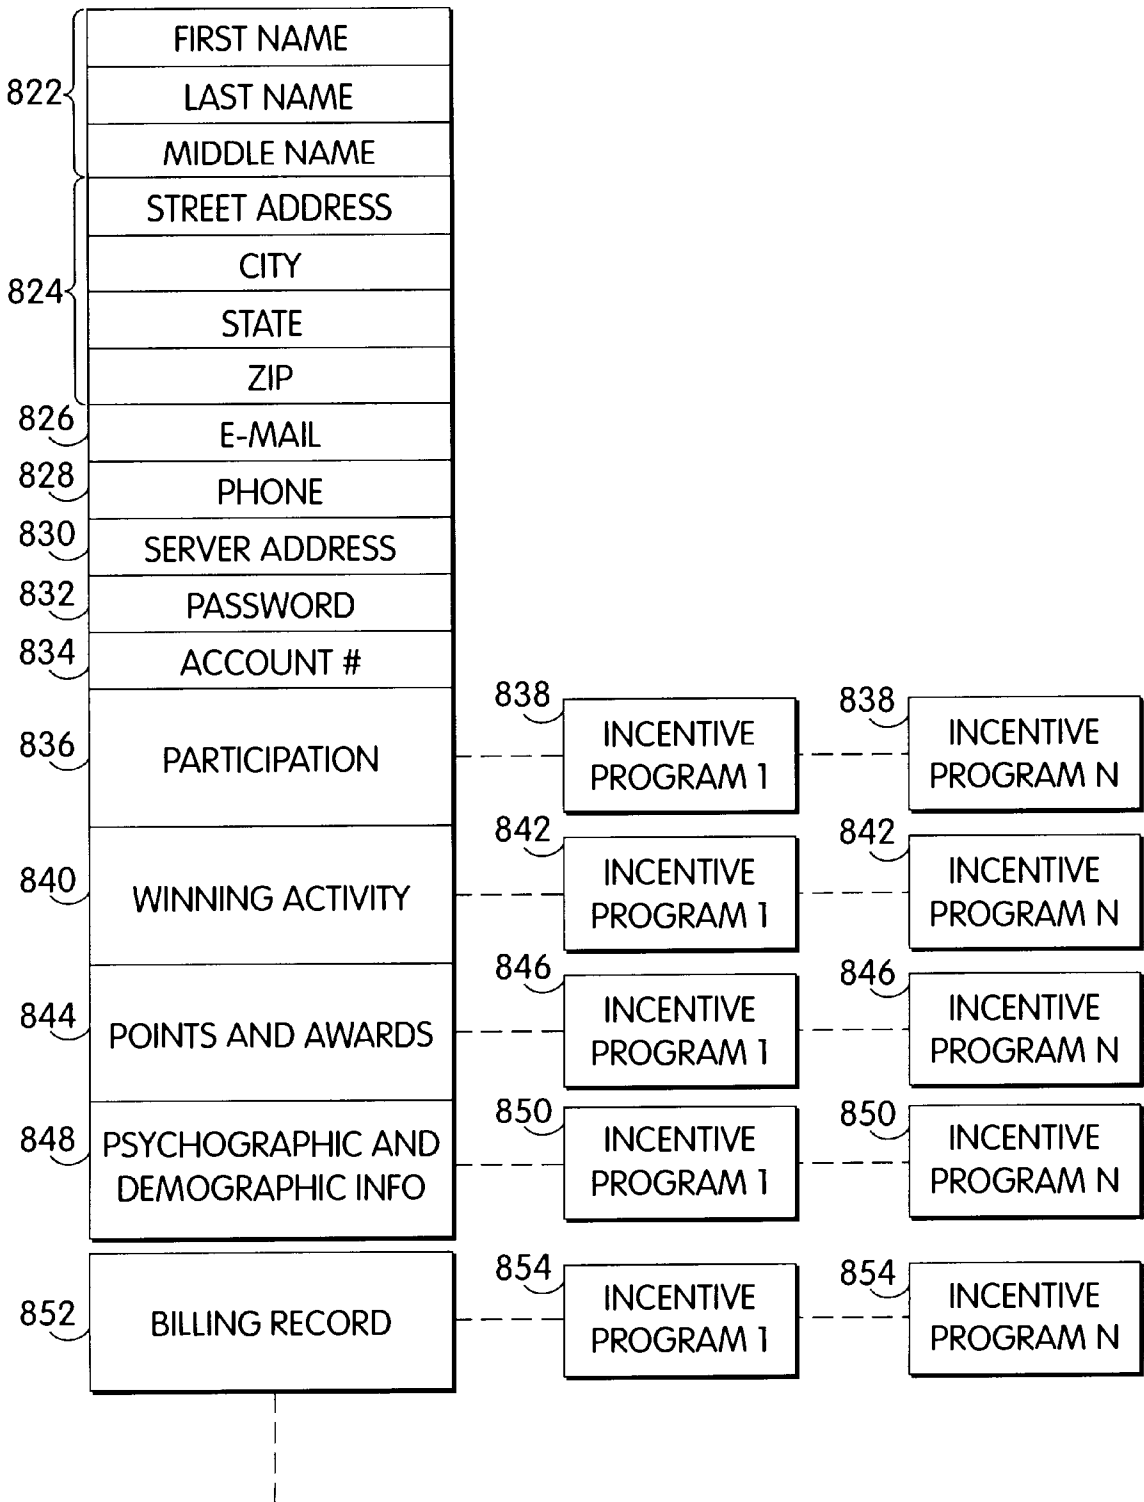 FIRST NAME
822
LAST NAME
MIDDLE NAME
STREET ADDRESS
CITY
824
STATE
ZIP
826
E-MAIL
828
PHONE
830
SERVER ADDRESS
832
PASSWORD
834
ACCOUNT #
836
PARTICIPATION
838
INCENTIVE
PROGRAM 1
838
INCENTIVE
PROGRAM N
840
WINNING ACTIVITY
842
INCENTIVE
PROGRAM 1
842
INCENTIVE
PROGRAM N
844
POINTS AND AWARDS
846
INCENTIVE
PROGRAM 1
846
INCENTIVE
PROGRAM N
848
PSYCHOGRAPHIC AND
DEMOGRAPHIC INFO
850
INCENTIVE
PROGRAM 1
850
INCENTIVE
PROGRAM N
852
BILLING RECORD
854
INCENTIVE
PROGRAM 1
854
INCENTIVE
PROGRAM N